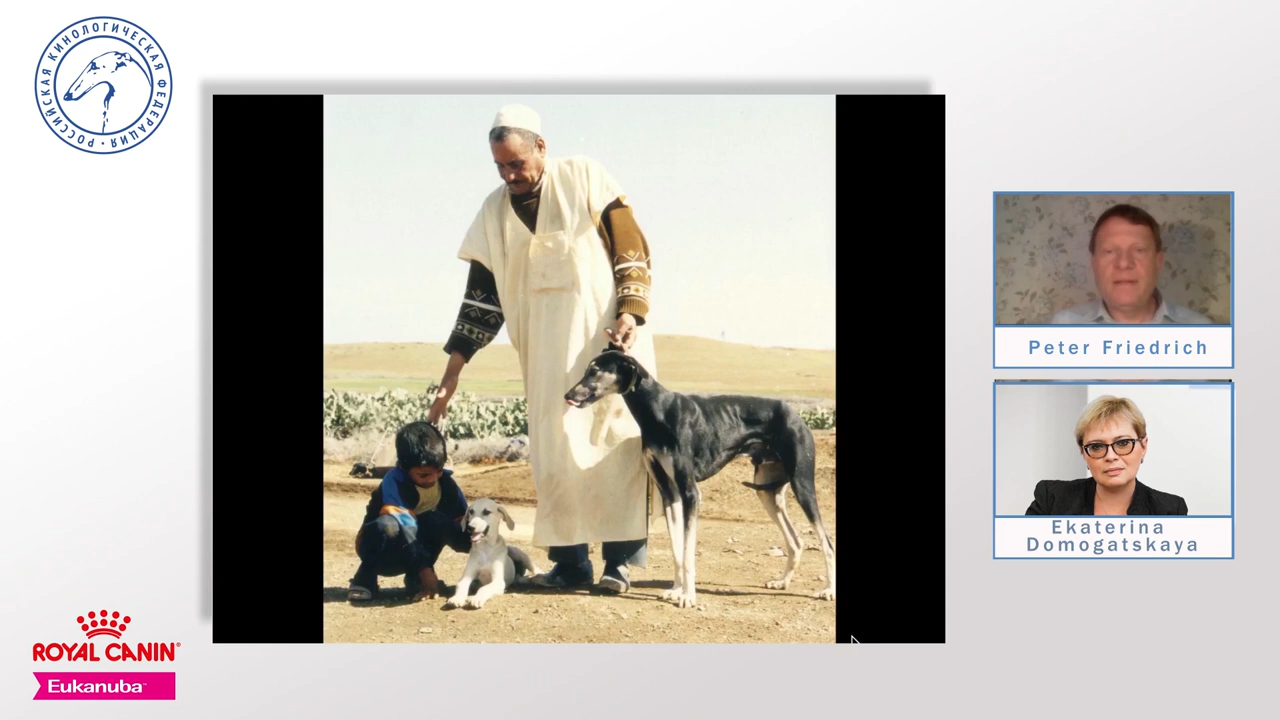 РОССИЙСКАЯ КИНОЛОГИЧЕСКАЯ ФЕДЕРАЦИЯ
Peter Friedrich
Ekaterina
Domogatskaya
ROYAL CANIN
Eukanuba